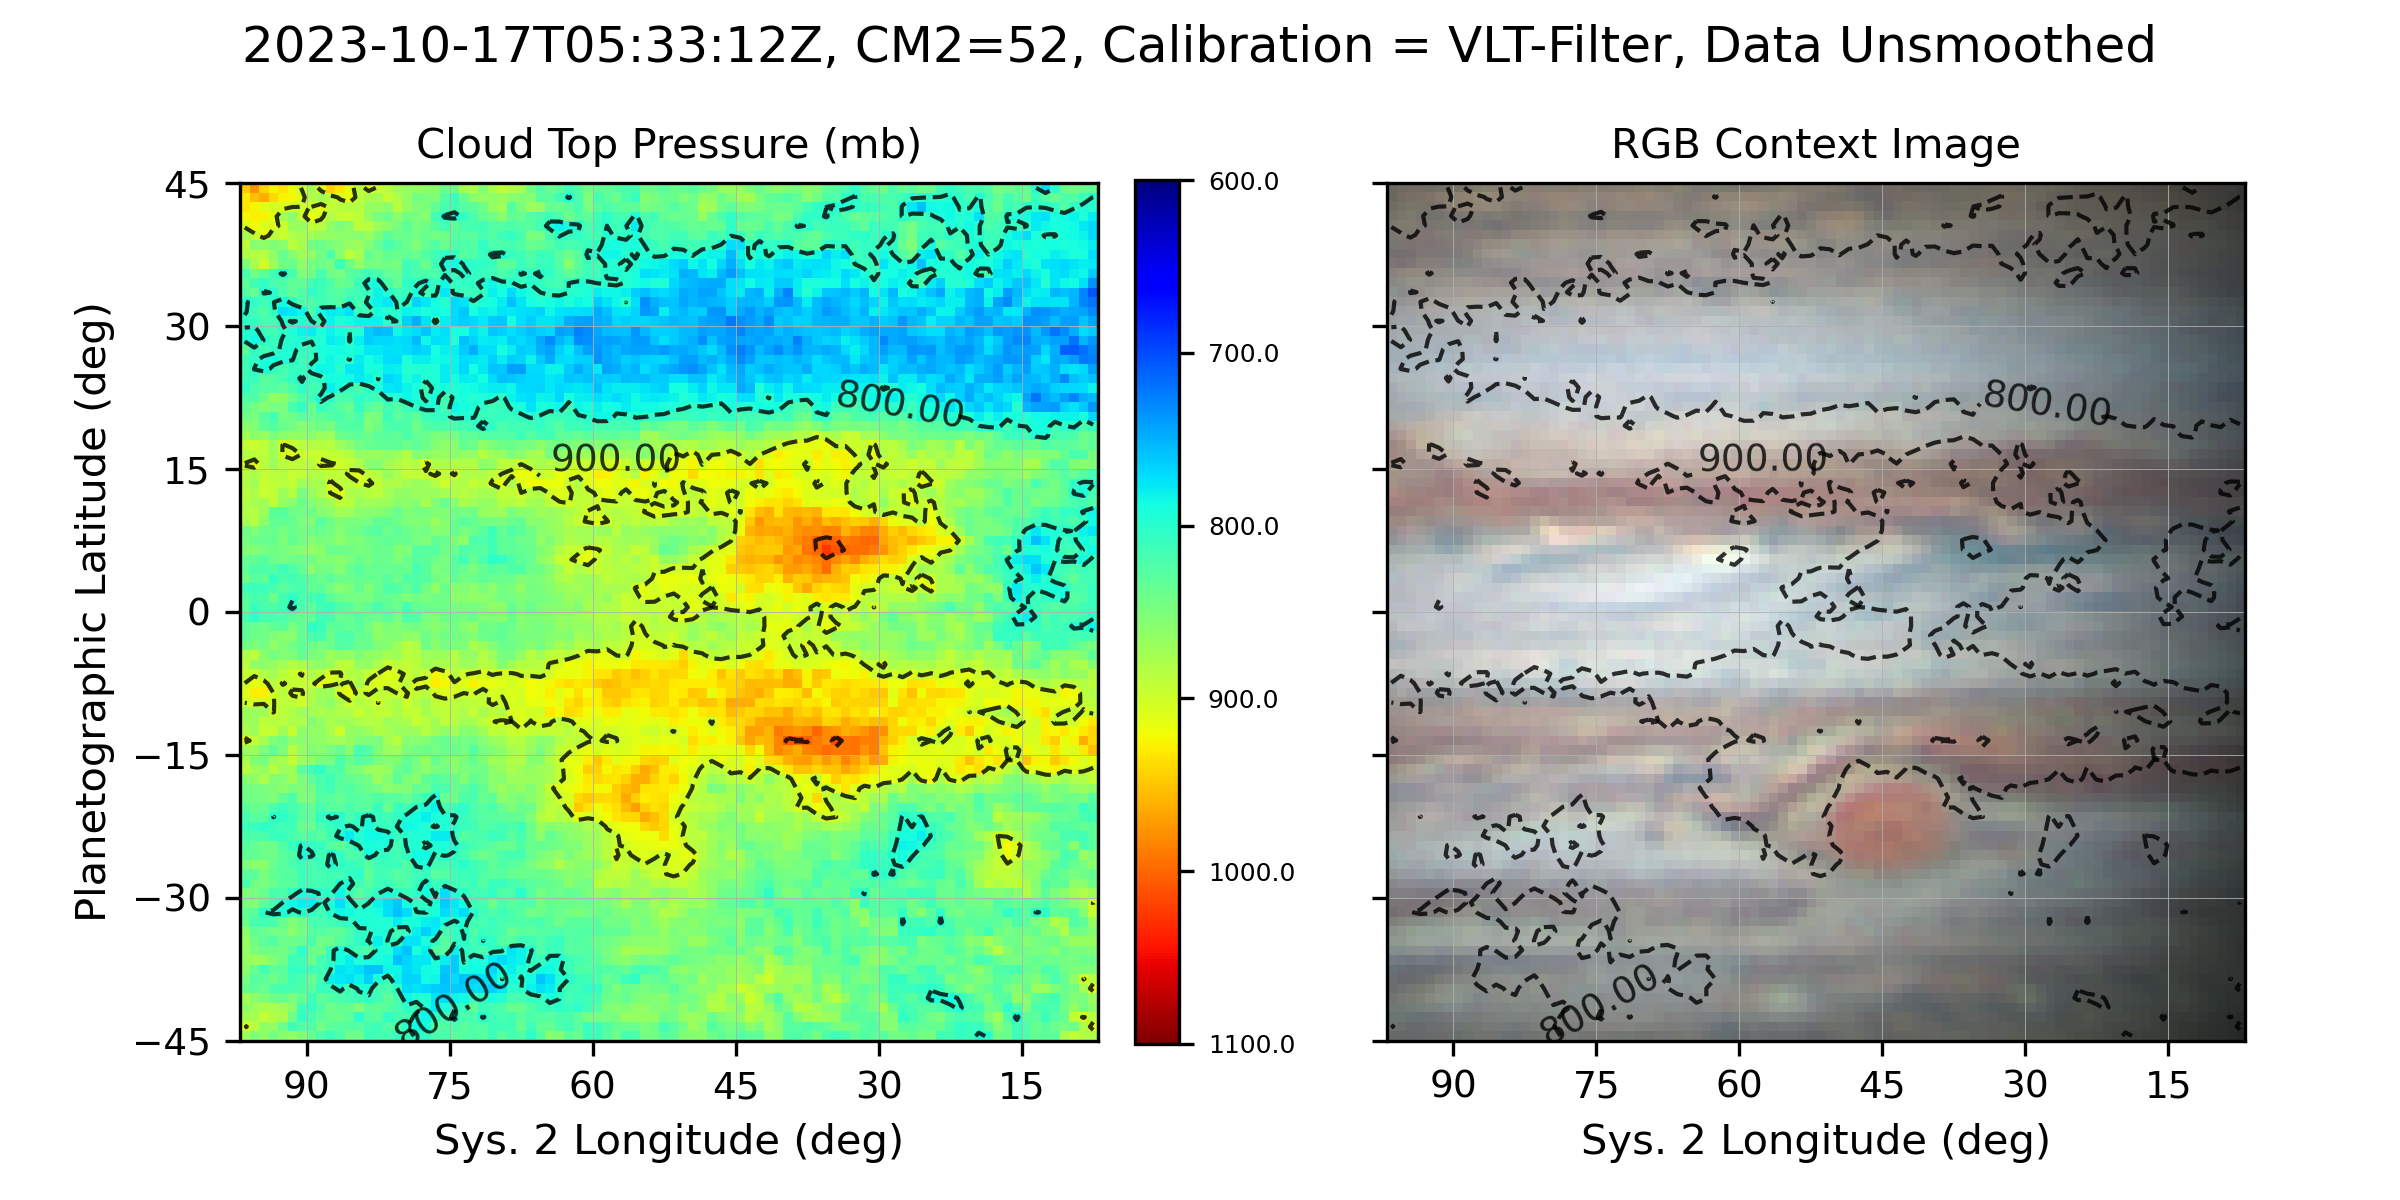 2023-10-17T05:33:12Z, CM2=52, Calibration = VLT-Filter, Data Unsmoothed
Cloud Top Pressure (mb)
Planetographic Latitude (deg)
45
30
15
0
−15
−30
−45
800.00
900.00
800.00
90 75 60 45 30 15
Sys. 2 Longitude (deg)
600.0
700.0
800.0
900.0
1000.0
1100.0
RGB Context Image
800.00
900.00
800.00
90 75 60 45 30 15
Sys. 2 Longitude (deg)